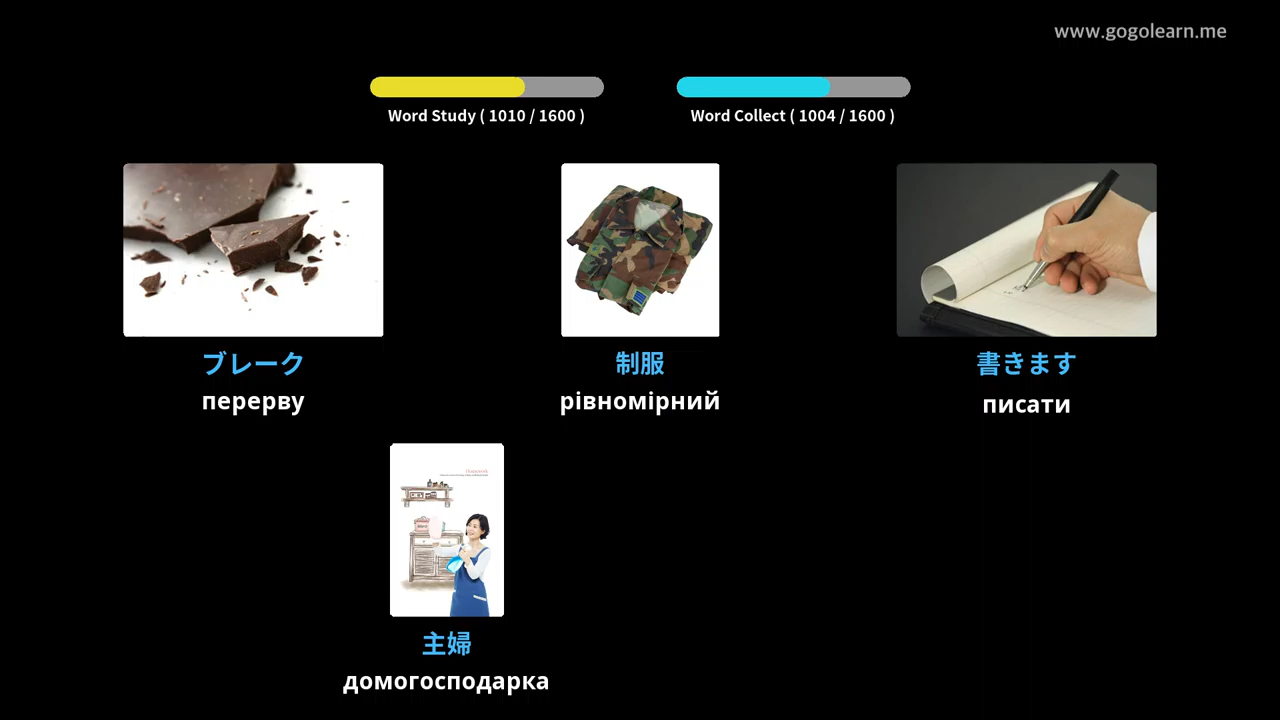 www.gogolearn.me
Word Study ( 1010 / 1600 )
Word Collect ( 1004 / 1600 )
ブレーク
перерву
制服
рівномірний
書きます
писати
主婦
домогосподарка